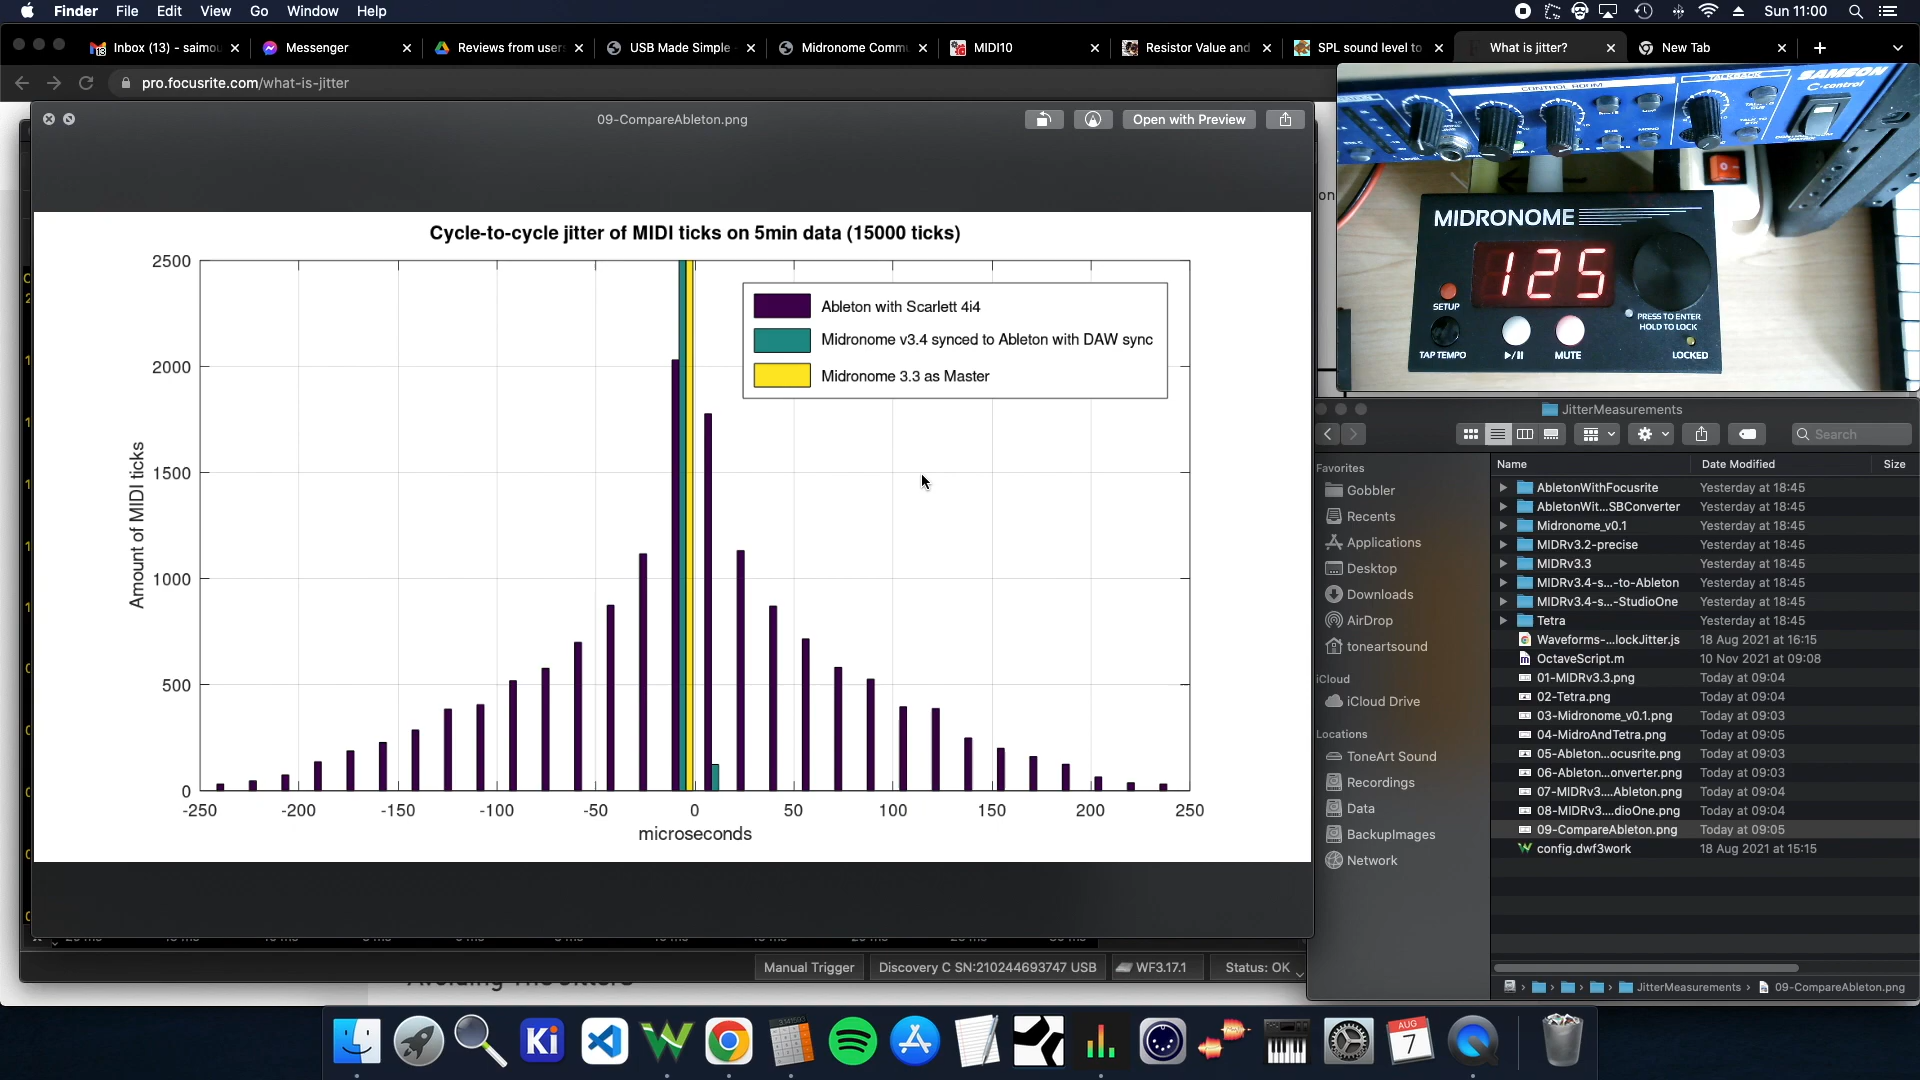 Finder File Edit View Go Window Help
Sun 11:00
Inbox (13) - saimou
Messenger
Reviews from user
USB Made Simple
Midronome Comm
MIDI10
Resistor Value and
SPL sound level to
What is jitter?
New Tab
pro.focusrite.com/what-is-jitter
09-CompareAbleton.png
Open with Preview
Cycle-to-cycle jitter of MIDI ticks on 5min data (15000 ticks)
Ableton with Scarlett 4i4
Midronome v3.4 synced to Ableton with DAW sync
Midronome 3.3 as Master
2500
2000
1500
1000
500
0
Amount of MIDI ticks
-250 -200 -150 -100 -50 0 50 100 150 200 250
microseconds
Manual Trigger
Discovery C SN:210244693747 USB
WF3.17.1
Status: OK
CONTROL ROOM
TALKBACK
SAMSON
C·control
MIDRONOME
125
SETUP
PRESS TO ENTER
HOLD TO LOCK
TAP TEMPO
▶/II
MUTE
LOCKED
JitterMeasurements
Search
Favorites
Gobbler
Recents
Applications
Desktop
Downloads
AirDrop
toneartsound
iCloud
iCloud Drive
Locations
ToneArt Sound
Recordings
Data
BackupImages
Network
Name Date Modified Size
AbletonWithFocusrite Yesterday at 18:45
AbletonWit...SBConverter Yesterday at 18:45
Midronome_v0.1 Yesterday at 18:45
MIDRv3.2-precise Yesterday at 18:45
MIDRv3.3 Yesterday at 18:45
MIDRv3.4-s...-to-Ableton Yesterday at 18:45
MIDRv3.4-s...-StudioOne Yesterday at 18:45
Tetra Yesterday at 18:45
Waveforms-...lockJitter.js 18 Aug 2021 at 16:15
OctaveScript.m 10 Nov 2021 at 09:08
01-MIDRv3.3.png Today at 09:04
02-Tetra.png Today at 09:04
03-Midronome_v0.1.png Today at 09:03
04-MidroAndTetra.png Today at 09:05
05-Ableton...ocusrite.png Today at 09:03
06-Ableton...onverter.png Today at 09:03
07-MIDRv3....Ableton.png Today at 09:04
08-MIDRv3....dioOne.png Today at 09:04
09-CompareAbleton.png Today at 09:05
config.dwf3work 18 Aug 2021 at 15:15
JitterMeasurements › 09-CompareAbleton.png
Ki
AUG
7